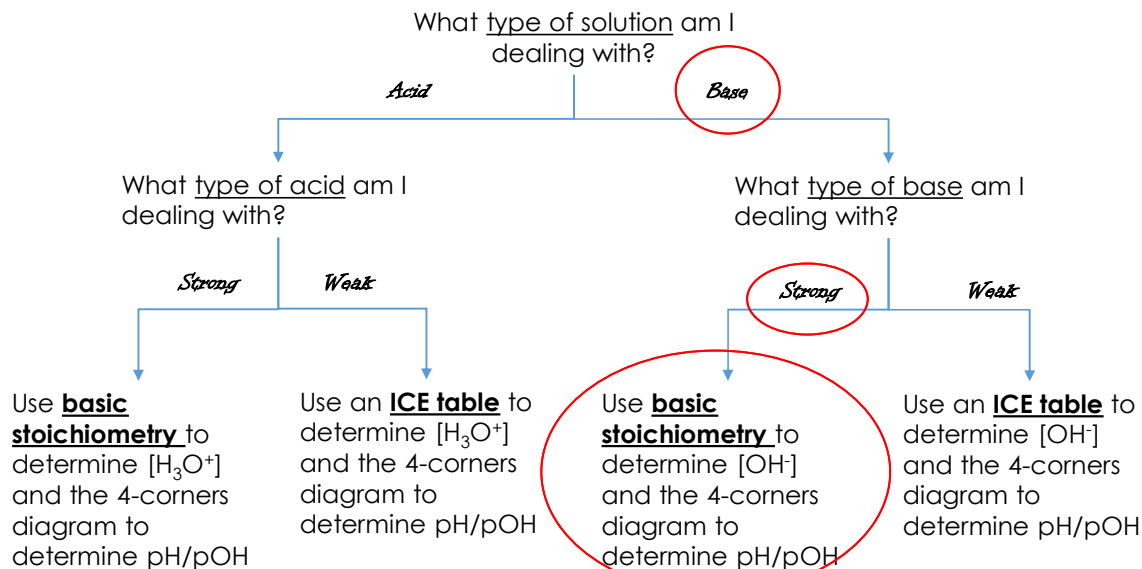 What type of solution am I
dealing with?
Acid
Base
What type of acid am I
dealing with?
What type of base am I
dealing with?
Strong
Weak
Strong
Weak
Use basic
stoichiometry to
determine [H₃O⁺]
and the 4-corners
diagram to
determine pH/pOH
Use an ICE table to
determine [H₃O⁺]
and the 4-corners
diagram to
determine pH/pOH
Use basic
stoichiometry to
determine [OH⁻]
and the 4-corners
diagram to
determine pH/pOH
Use an ICE table to
determine [OH⁻]
and the 4-corners
diagram to
determine pH/pOH